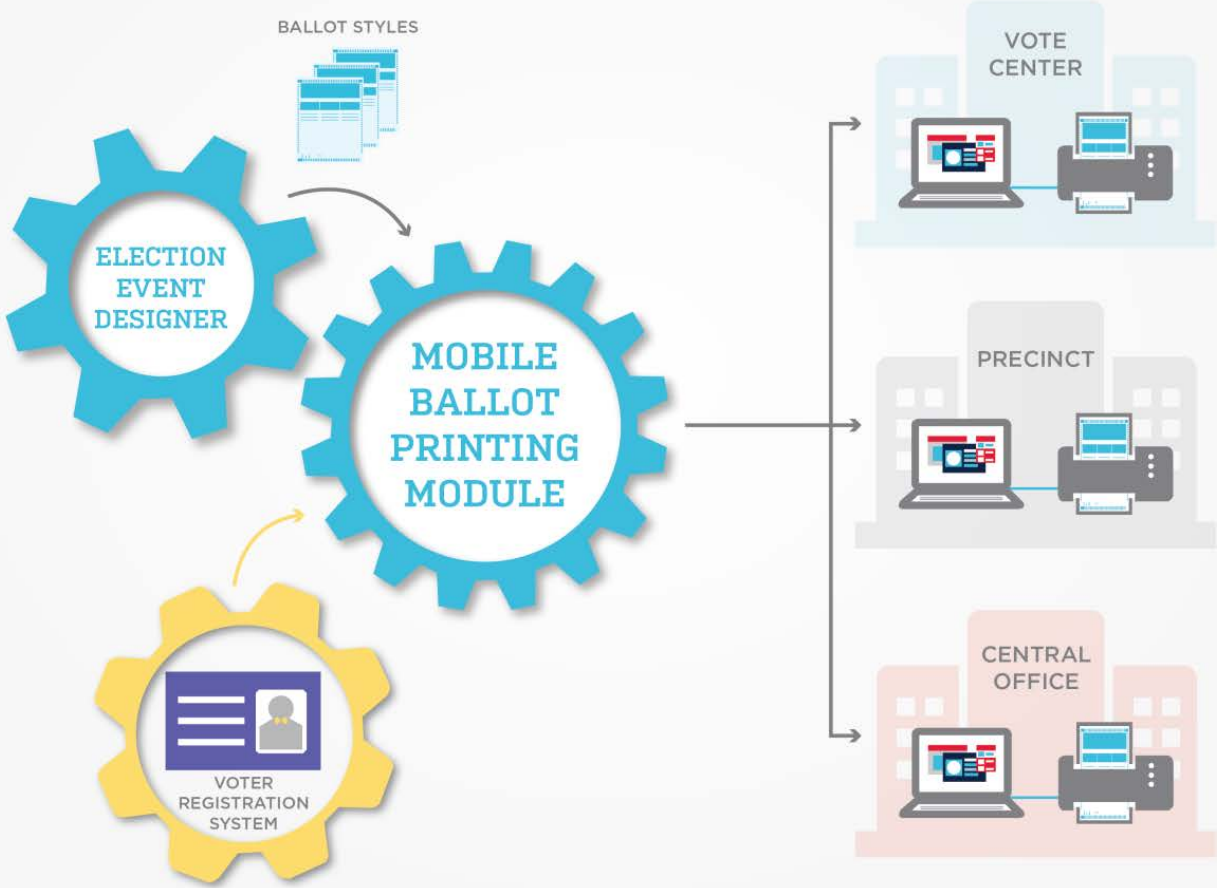 BALLOT STYLES
ELECTION
EVENT
DESIGNER
MOBILE
BALLOT
PRINTING
MODULE
VOTER
REGISTRATION
SYSTEM
VOTE
CENTER
PRECINCT
CENTRAL
OFFICE